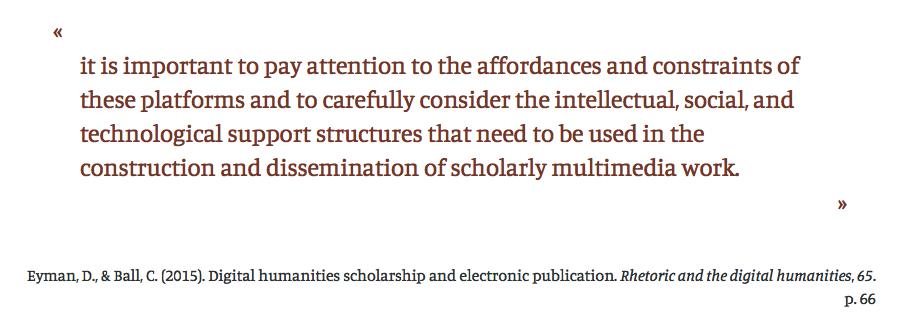 «
it is important to pay attention to the affordances and constraints of
these platforms and to carefully consider the intellectual, social, and
technological support structures that need to be used in the
construction and dissemination of scholarly multimedia work.
»
Eyman, D., & Ball, C. (2015). Digital humanities scholarship and electronic publication. Rhetoric and the digital humanities, 65.
p. 66